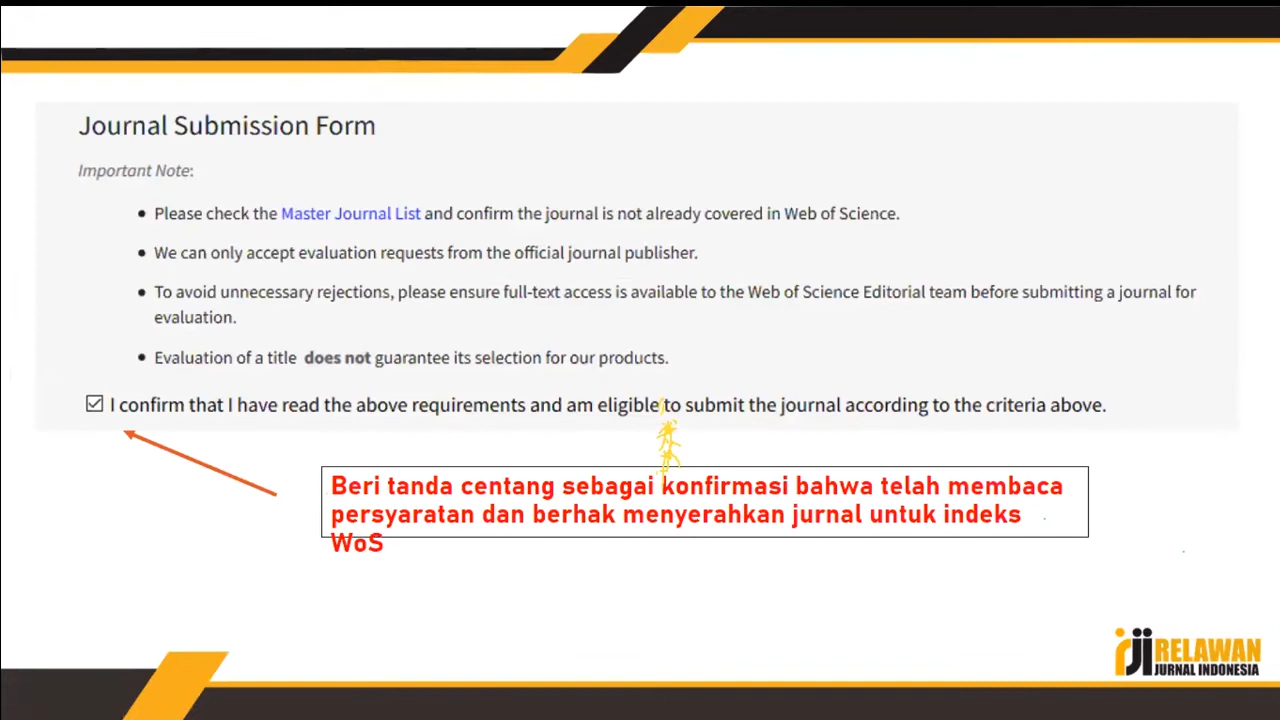 Journal Submission Form
Important Note:
• Please check the Master Journal List and confirm the journal is not already covered in Web of Science.
• We can only accept evaluation requests from the official journal publisher.
• To avoid unnecessary rejections, please ensure full-text access is available to the Web of Science Editorial team before submitting a journal for
evaluation.
• Evaluation of a title does not guarantee its selection for our products.
I confirm that I have read the above requirements and am eligible to submit the journal according to the criteria above.
Beri tanda centang sebagai konfirmasi bahwa telah membaca
persyaratan dan berhak menyerahkan jurnal untuk indeks
WoS
RELAWAN
JURNAL INDONESIA